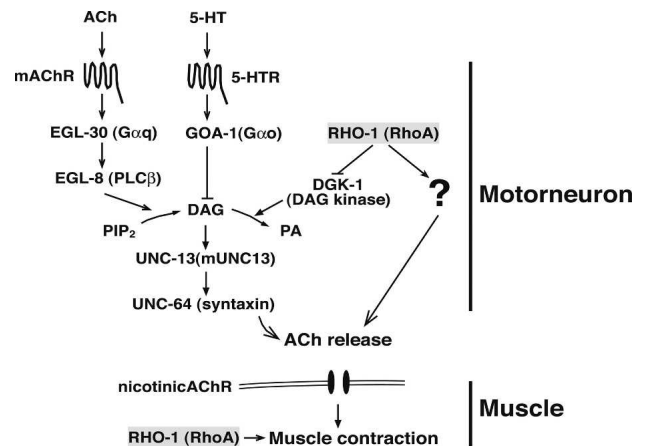 ACh 5-HT
mAChR 5-HTR
EGL-30 (Gαq) GOA-1(Gαo) RHO-1 (RhoA)
EGL-8 (PLCβ) DGK-1
(DAG kinase) ? Motorneuron
PIP₂ DAG PA
UNC-13(mUNC13)
UNC-64 (syntaxin)
ACh release
nicotinicAChR
Muscle
RHO-1 (RhoA) Muscle contraction